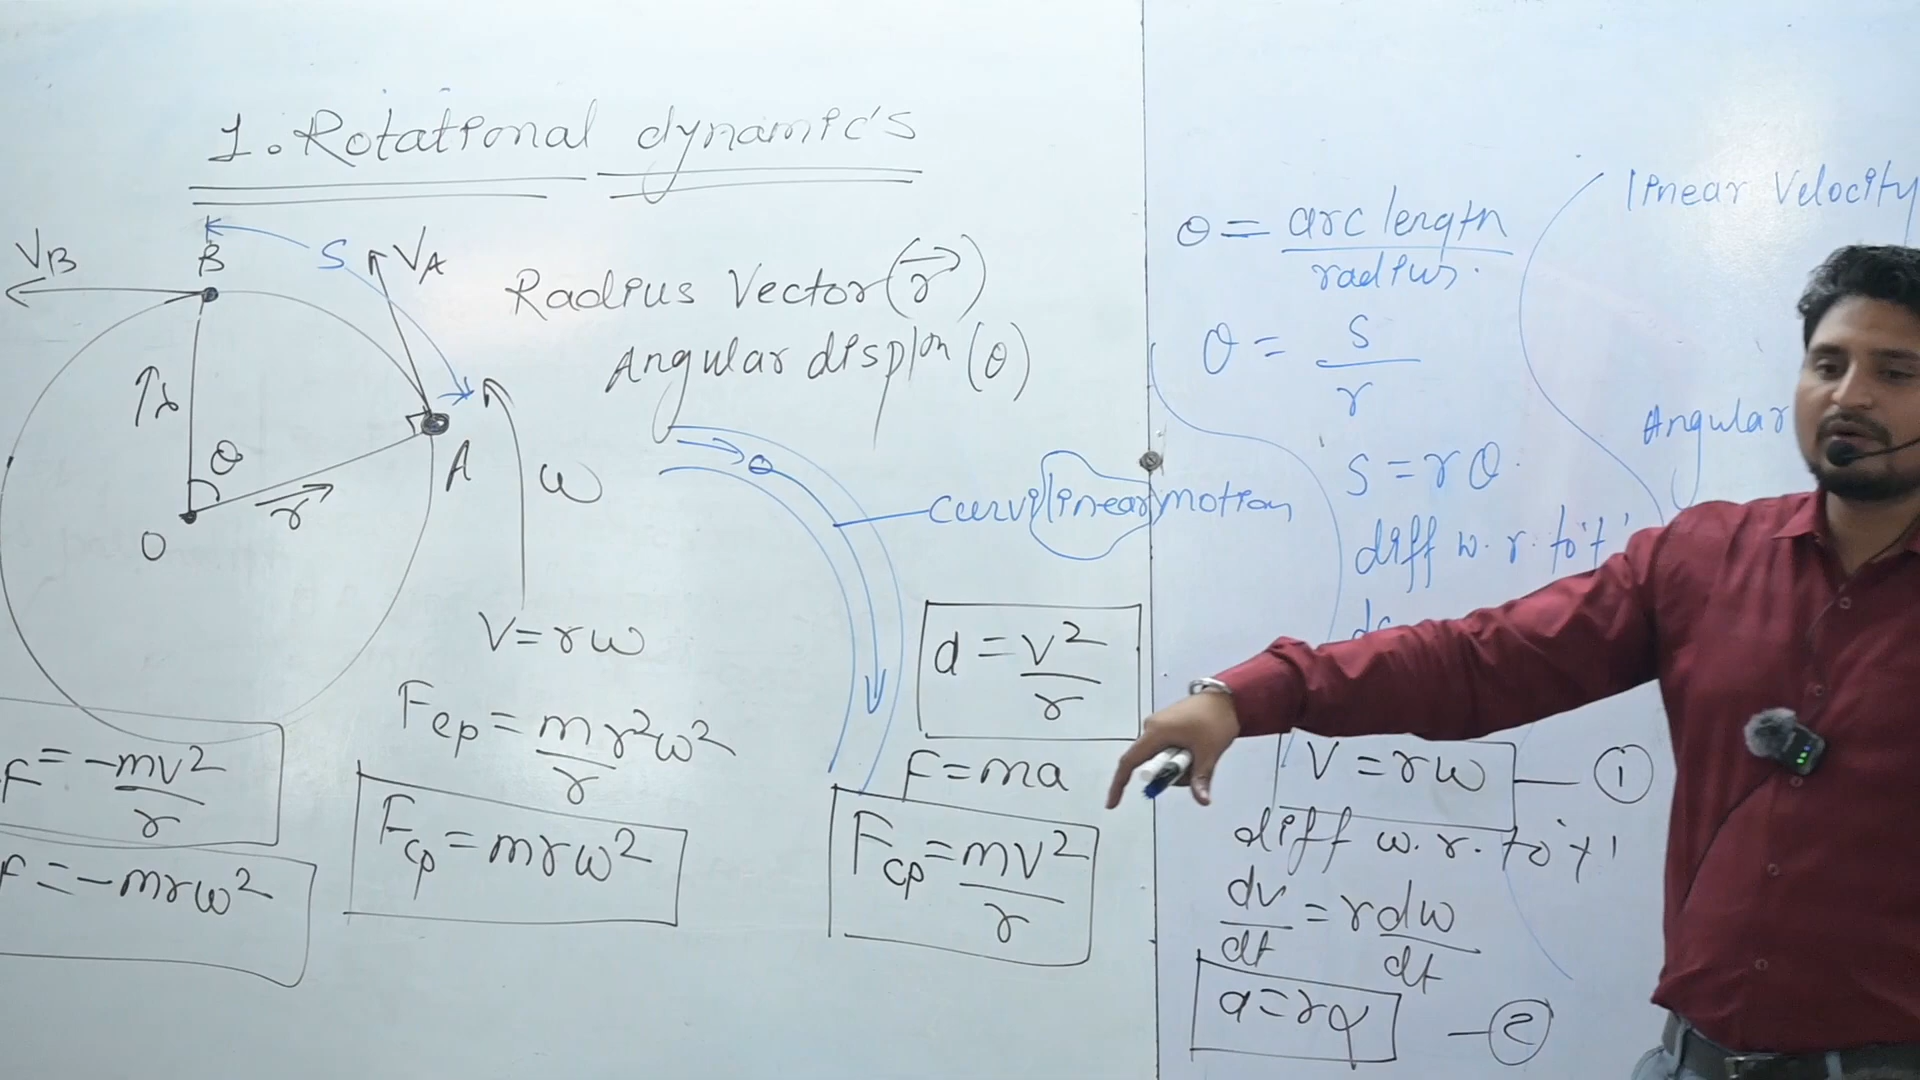 1. Rotational dynamic's
VB
B
S
VA
r
θ
r
O
A
ω
Radius Vector (r)
Angular displn (θ)
curvilinear motion
V = rω
Fcp = m/r r²ω²
Fcp = mrω²
F = -mv²/r
F = -mrω²
a = v²/r
F = ma
Fcp = mv²/r
θ = arc length/radius.
θ = s/r
s = rθ.
diff w. r. to 't'
V = rω — ①
diff w. r. to 't'
dv/dt = r dω/dt
a = rα — ②
linear Velocity
Angular